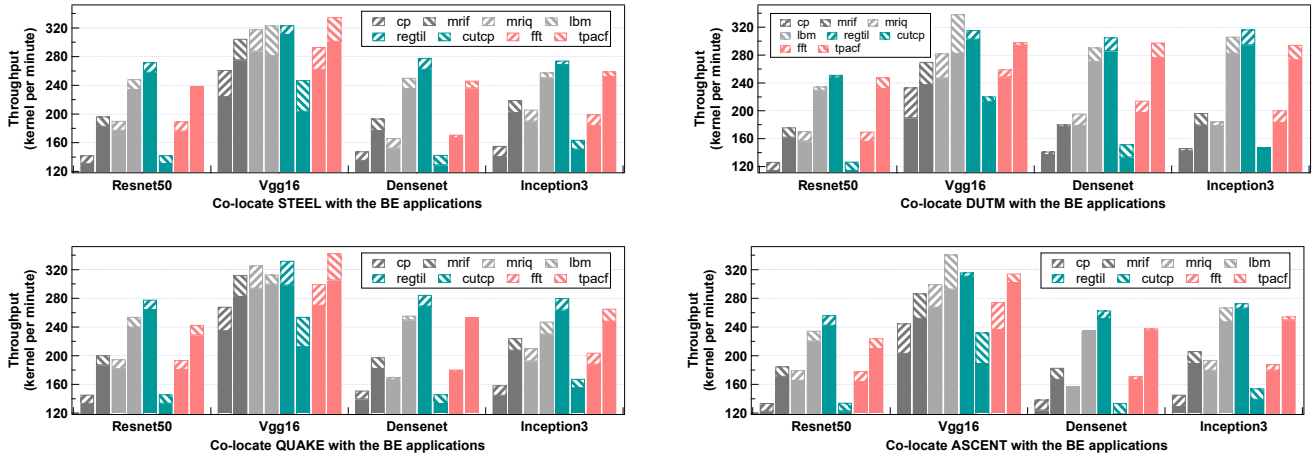 Throughput
(kernel per minute)
320
280
240
200
160
120
cp mrif mriq lbm
regtil cutcp fft tpacf
Resnet50 Vgg16 Densenet Inception3
Co-locate STEEL with the BE applications
Throughput
(kernel per minute)
320
280
240
200
160
120
cp mrif mriq
lbm regtil cutcp
fft tpacf
Resnet50 Vgg16 Densenet Inception3
Co-locate DUTM with the BE applications
Throughput
(kernel per minute)
320
280
240
200
160
120
cp mrif mriq lbm
regtil cutcp fft tpacf
Resnet50 Vgg16 Densenet Inception3
Co-locate QUAKE with the BE applications
Throughput
(kernel per minute)
320
280
240
200
160
120
cp mrif mriq lbm
regtil cutcp fft tpacf
Resnet50 Vgg16 Densenet Inception3
Co-locate ASCENT with the BE applications